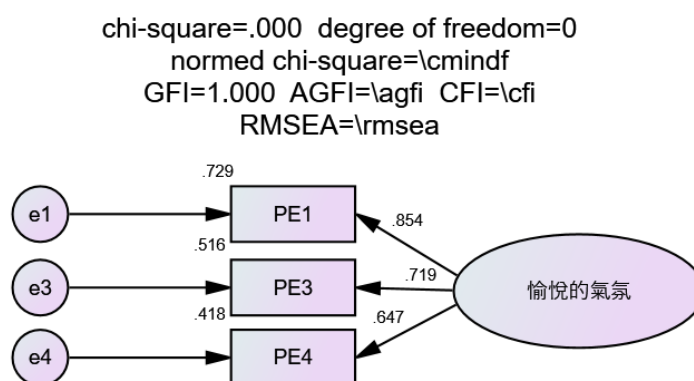 chi-square=.000 degree of freedom=0
normed chi-square=\cmindf
GFI=1.000 AGFI=\agfi CFI=\cfi
RMSEA=\rmsea
.729
e1
PE1
.854
.516
e3
PE3
.719
愉悅的氣氛
.418
.647
e4
PE4